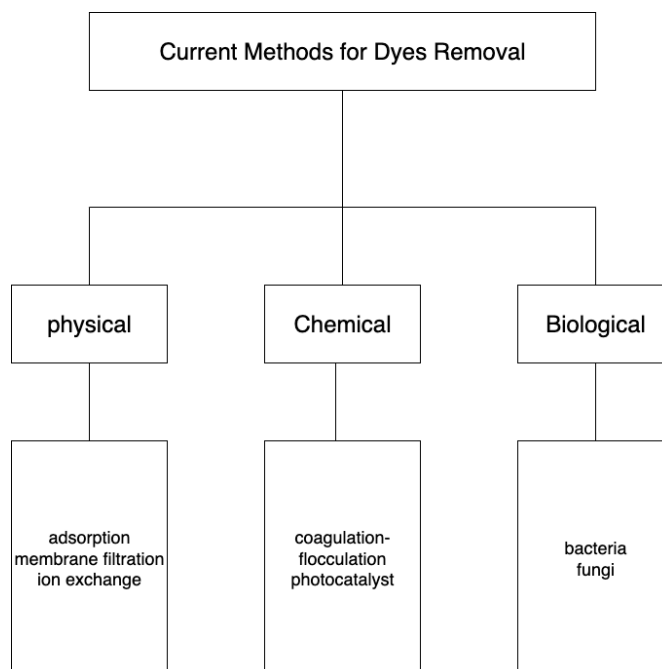 Current Methods for Dyes Removal
physical
Chemical
Biological
adsorption
membrane filtration
ion exchange
coagulation-
flocculation
photocatalyst
bacteria
fungi